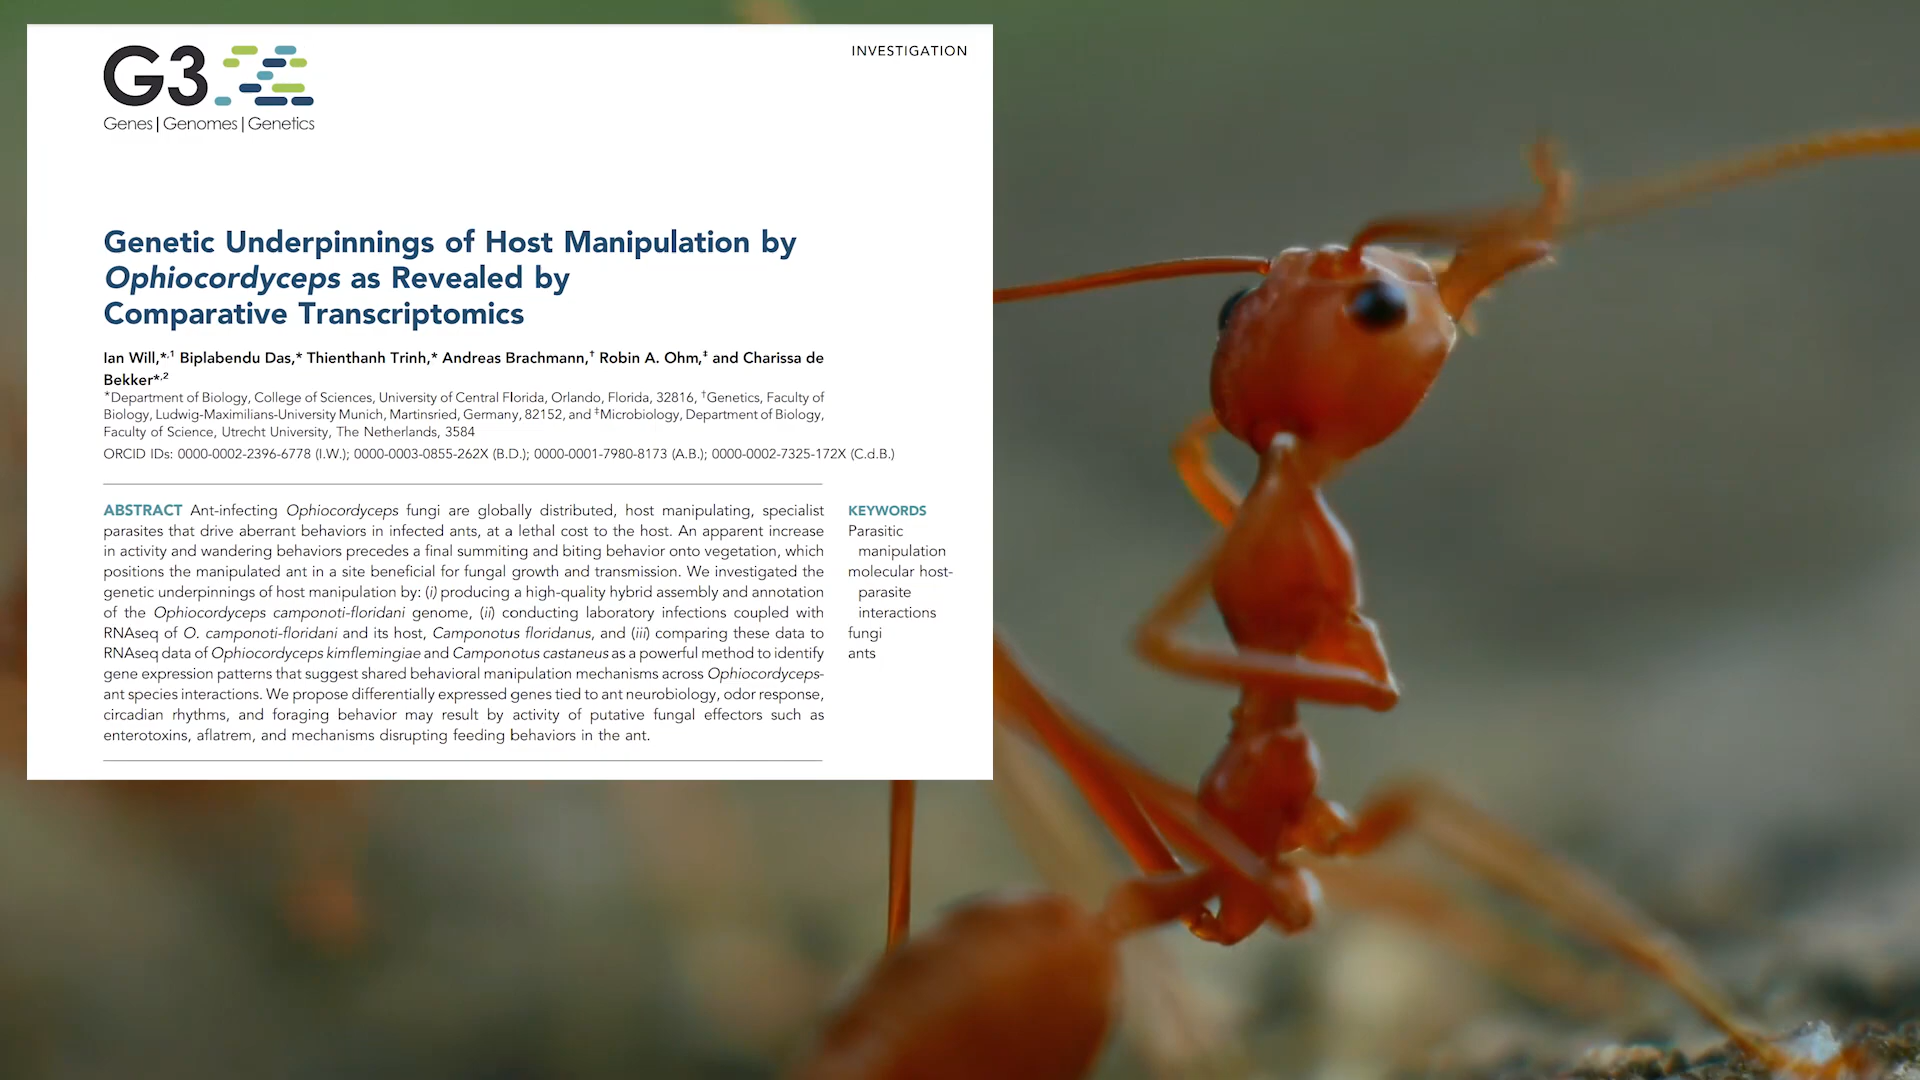 G3
Genes|Genomes|Genetics
INVESTIGATION
Genetic Underpinnings of Host Manipulation by
Ophiocordyceps as Revealed by
Comparative Transcriptomics
Ian Will,*,1 Biplabendu Das,* Thienthanh Trinh,* Andreas Brachmann,† Robin A. Ohm,‡ and Charissa de
Bekker*,2
*Department of Biology, College of Sciences, University of Central Florida, Orlando, Florida, 32816, †Genetics, Faculty of
Biology, Ludwig-Maximilians-University Munich, Martinsried, Germany, 82152, and ‡Microbiology, Department of Biology,
Faculty of Science, Utrecht University, The Netherlands, 3584
ORCID IDs: 0000-0002-2396-6778 (I.W.); 0000-0003-0855-262X (B.D.); 0000-0001-7980-8173 (A.B.); 0000-0002-7325-172X (C.d.B.)
ABSTRACT Ant-infecting Ophiocordyceps fungi are globally distributed, host manipulating, specialist
parasites that drive aberrant behaviors in infected ants, at a lethal cost to the host. An apparent increase
in activity and wandering behaviors precedes a final summiting and biting behavior onto vegetation, which
positions the manipulated ant in a site beneficial for fungal growth and transmission. We investigated the
genetic underpinnings of host manipulation by: (i) producing a high-quality hybrid assembly and annotation
of the Ophiocordyceps camponoti-floridani genome, (ii) conducting laboratory infections coupled with
RNAseq of O. camponoti-floridani and its host, Camponotus floridanus, and (iii) comparing these data to
RNAseq data of Ophiocordyceps kimflemingiae and Camponotus castaneus as a powerful method to identify
gene expression patterns that suggest shared behavioral manipulation mechanisms across Ophiocordyceps-
ant species interactions. We propose differentially expressed genes tied to ant neurobiology, odor response,
circadian rhythms, and foraging behavior may result by activity of putative fungal effectors such as
enterotoxins, aflatrem, and mechanisms disrupting feeding behaviors in the ant.
KEYWORDS
Parasitic
manipulation
molecular host-
parasite
interactions
fungi
ants